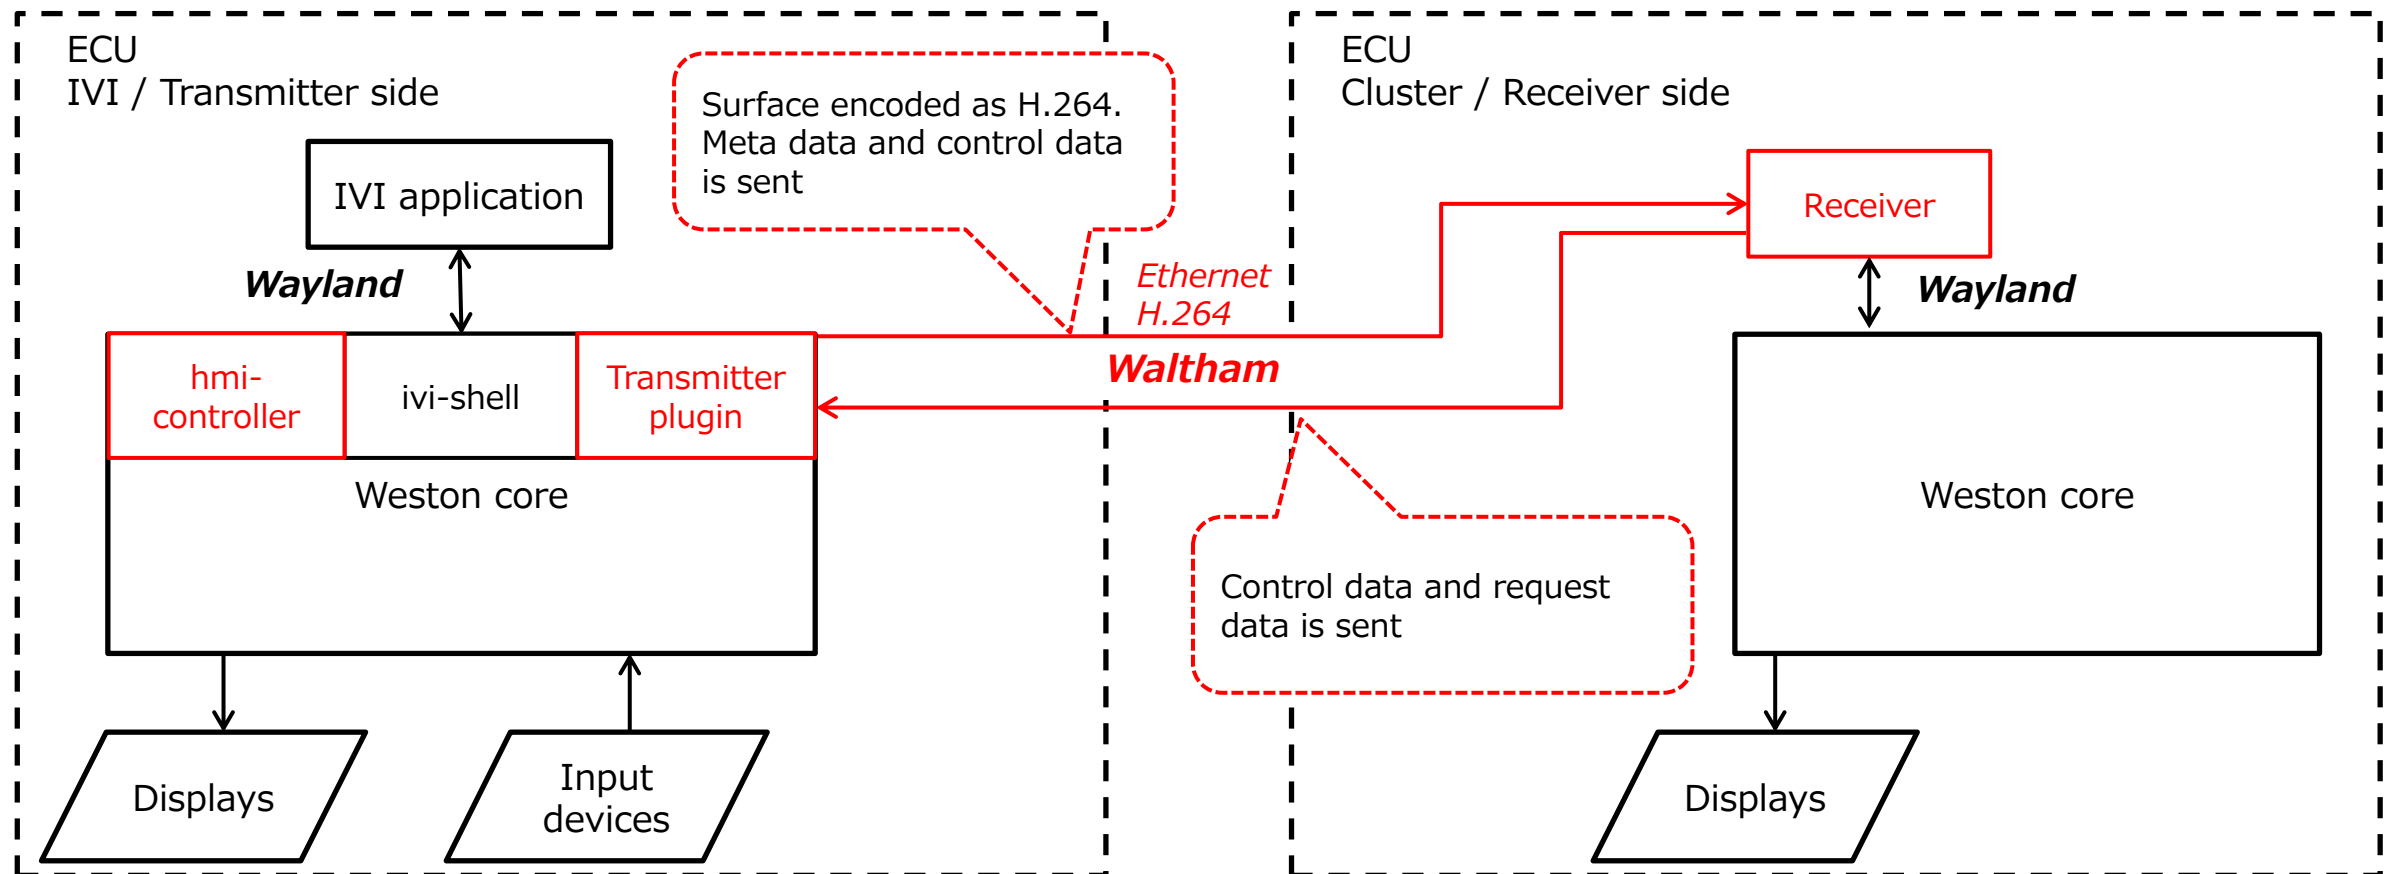 ECU
IVI / Transmitter side
IVI application
Wayland
hmi-
controller
ivi-shell
Transmitter
plugin
Weston core
Displays
Input
devices
Surface encoded as H.264.
Meta data and control data
is sent
Ethernet
H.264
Waltham
Control data and request
data is sent
ECU
Cluster / Receiver side
Receiver
Wayland
Weston core
Displays